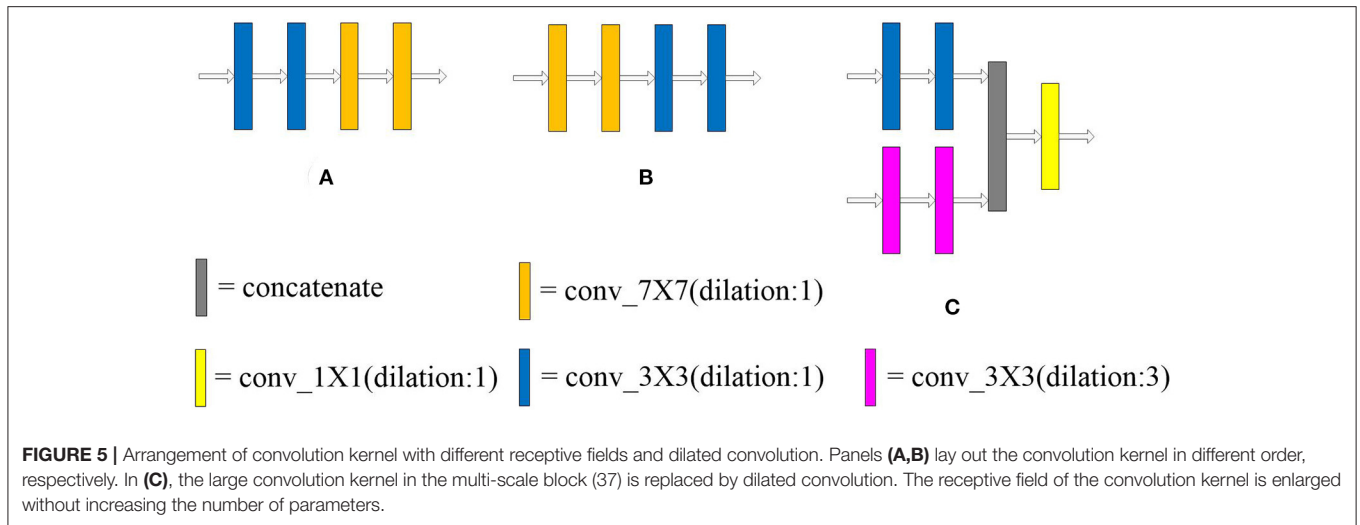 A
B
C
= concatenate
= conv_7X7(dilation:1)
= conv_1X1(dilation:1)
= conv_3X3(dilation:1)
= conv_3X3(dilation:3)
FIGURE 5 | Arrangement of convolution kernel with different receptive fields and dilated convolution. Panels (A,B) lay out the convolution kernel in different order,
respectively. In (C), the large convolution kernel in the multi-scale block (37) is replaced by dilated convolution. The receptive field of the convolution kernel is enlarged
without increasing the number of parameters.